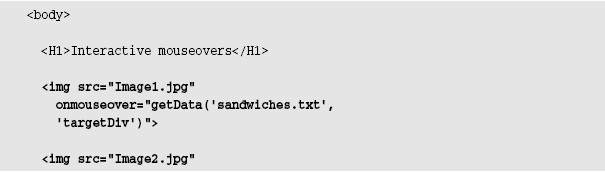 <body>
<H1>Interactive mouseovers</H1>
<img src="Image1.jpg"
onmouseover="getData('sandwiches.txt',
'targetDiv')">
<img src="Image2.jpg"